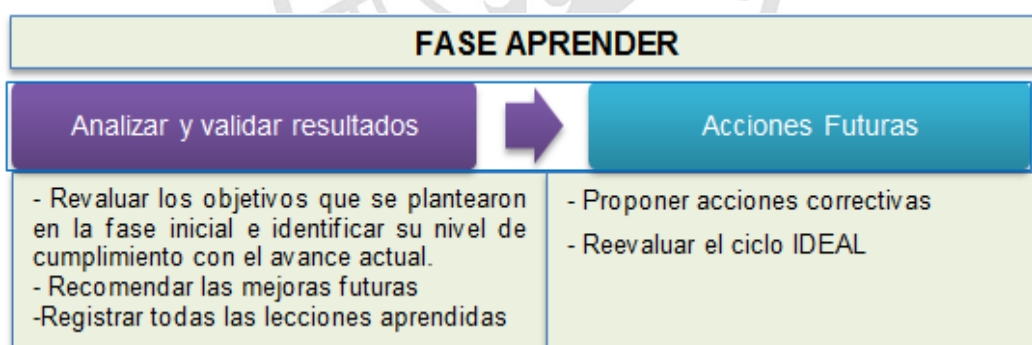 FASE APRENDER
Analizar y validar resultados
Acciones Futuras
- Revaluar los objetivos que se plantearon
en la fase inicial e identificar su nivel de
cumplimiento con el avance actual.
- Recomendar las mejoras futuras
-Registrar todas las lecciones aprendidas
- Proponer acciones correctivas
- Reevaluar el ciclo IDEAL